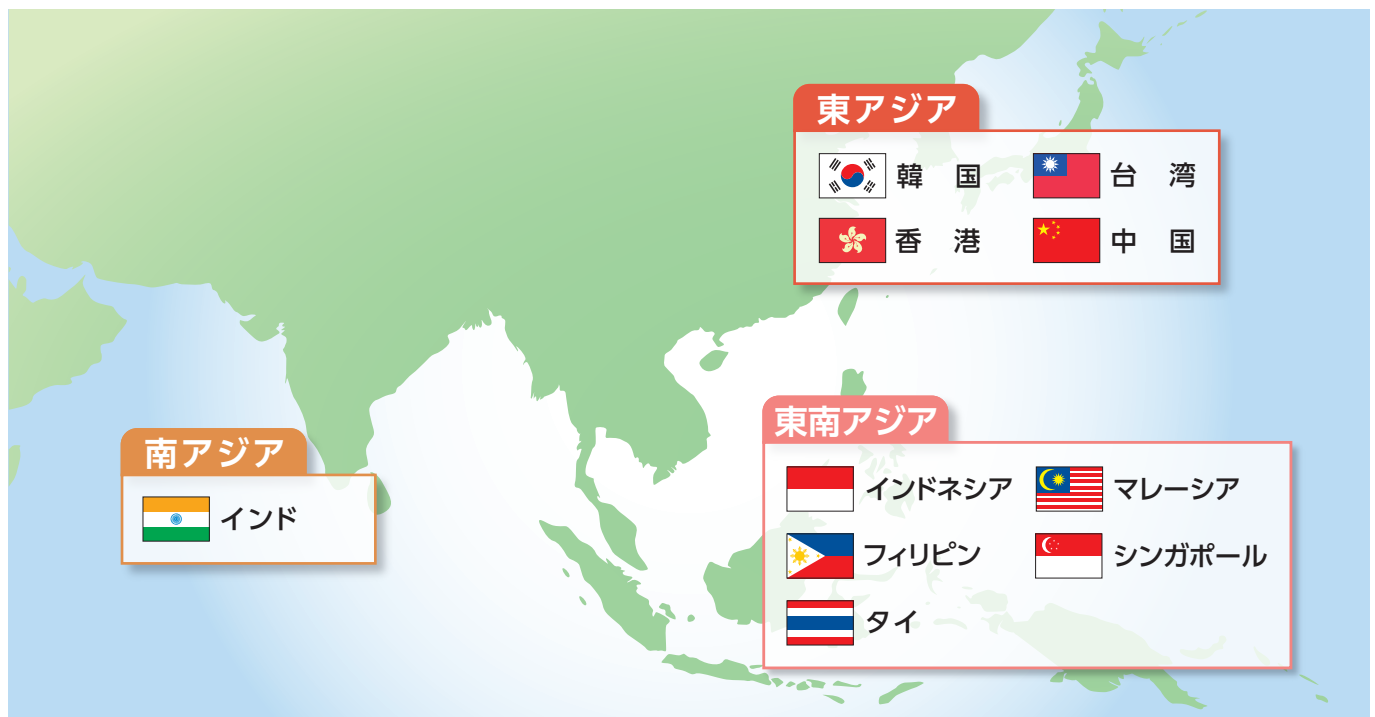 東アジア
韓　国
台　湾
香　港
中　国
南アジア
インド
東南アジア
インドネシア
マレーシア
フィリピン
シンガポール
タイ